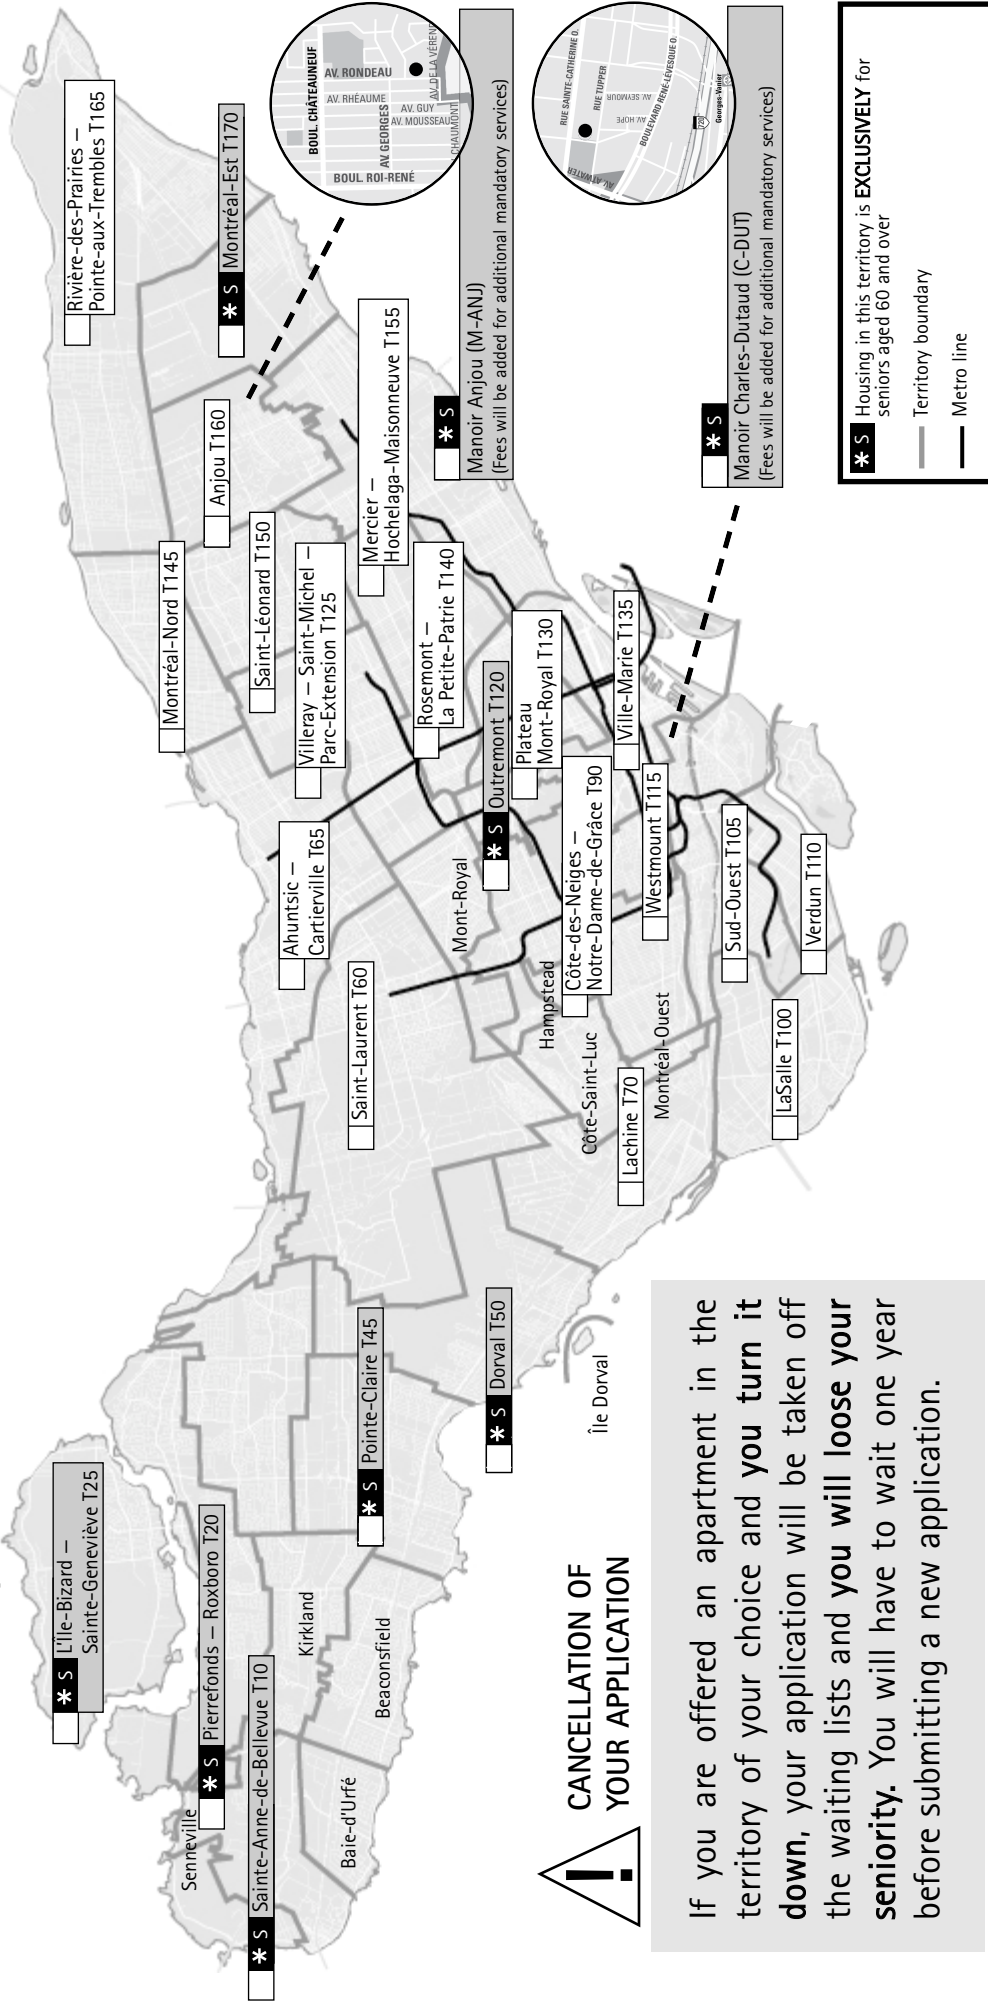 Rivière-des-Prairies –
Pointe-aux-Trembles T165
* S Montréal-Est T170
Anjou T160
Montréal-Nord T145
Saint-Léonard T150
Villeray – Saint-Michel –
Parc-Extension T125
Mercier –
Hochelaga-Maisonneuve T155
Rosemont –
La Petite-Patrie T140
* S Outremont T120
Plateau
Mont-Royal T130
Ville-Marie T135
Ahuntsic –
Cartierville T65
Mont-Royal
Saint-Laurent T60
Hampstead
Côte-des-Neiges –
Notre-Dame-de-Grâce T90
Westmount T115
Sud-Ouest T105
Verdun T110
Côte-Saint-Luc
Montréal-Ouest
Lachine T70
LaSalle T100
* S L'Île-Bizard –
Sainte-Geneviève T25
* S Pierrefonds – Roxboro T20
Senneville
* S Sainte-Anne-de-Bellevue T10
Kirkland
Beaconsfield
Baie-d'Urfé
* S Pointe-Claire T45
* S Dorval T50
Île Dorval
BOUL. CHÂTEAUNEUF
AV. RONDEAU
AV. RHÉAUME
AV. GEORGES
AV. GUY
AV. MOUSSEAU
AV. DE LA VÉREND
CHAUMONT
BOUL. ROI-RENÉ
* S
Manoir Anjou (M-ANJ)
(Fees will be added for additional mandatory services)
RUE SAINTE-CATHERINE O.
RUE TUPPER
AV. SEYMOUR
AV. HOPE
BOULEVARD RENÉ-LÉVESQUE O.
AV. ATWATER
720
Georges-Vanier
* S
Manoir Charles-Dutaud (C-DUT)
(Fees will be added for additional mandatory services)
* S Housing in this territory is EXCLUSIVELY for
seniors aged 60 and over
Territory boundary
Metro line
! CANCELLATION OF
YOUR APPLICATION
If you are offered an apartment in the
territory of your choice and you turn it
down, your application will be taken off
the waiting lists and you will loose your
seniority. You will have to wait one year
before submitting a new application.